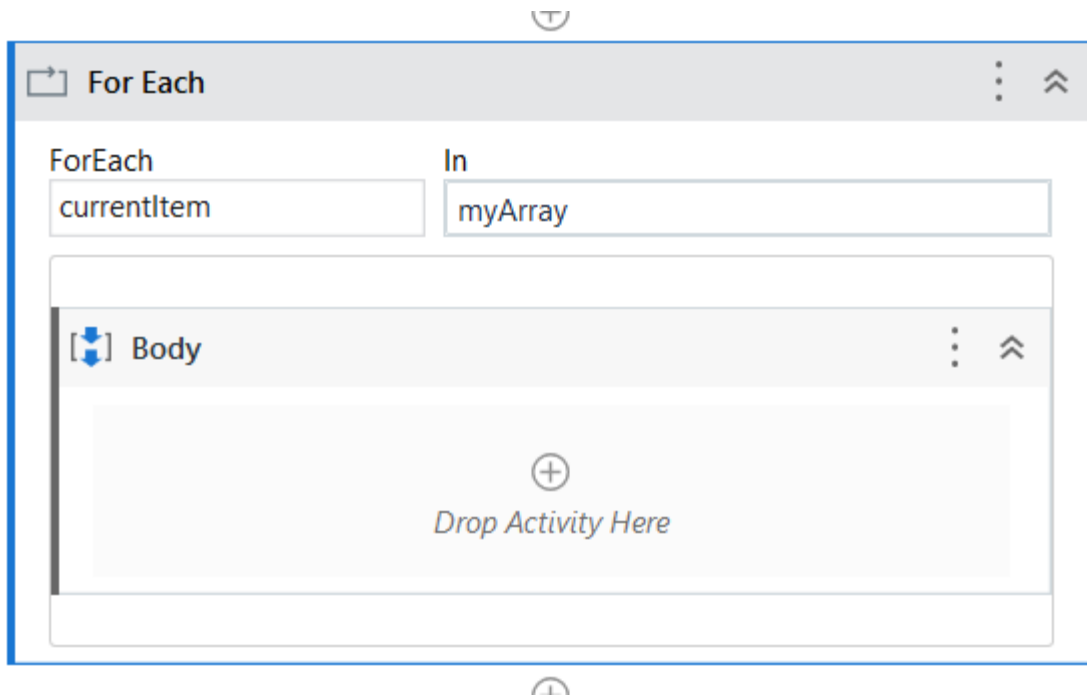 For Each
ForEach In
currentItem myArray
Body
Drop Activity Here